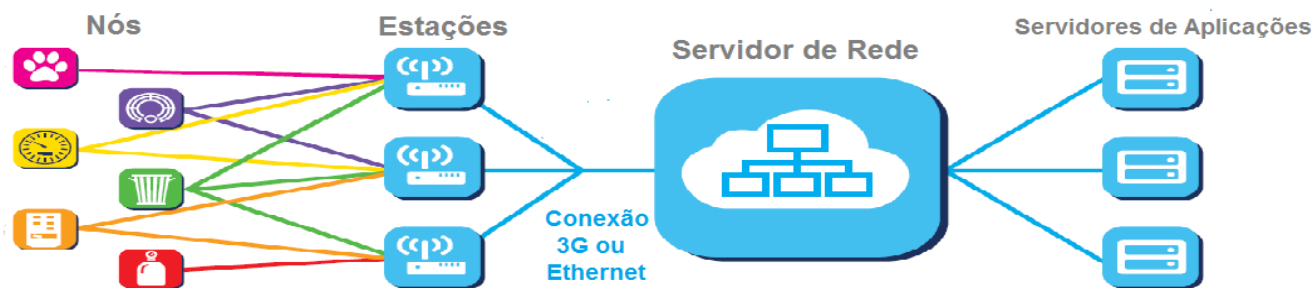 Nós
Estações
Servidor de Rede
Servidores de Aplicações
Conexão
3G ou
Ethernet